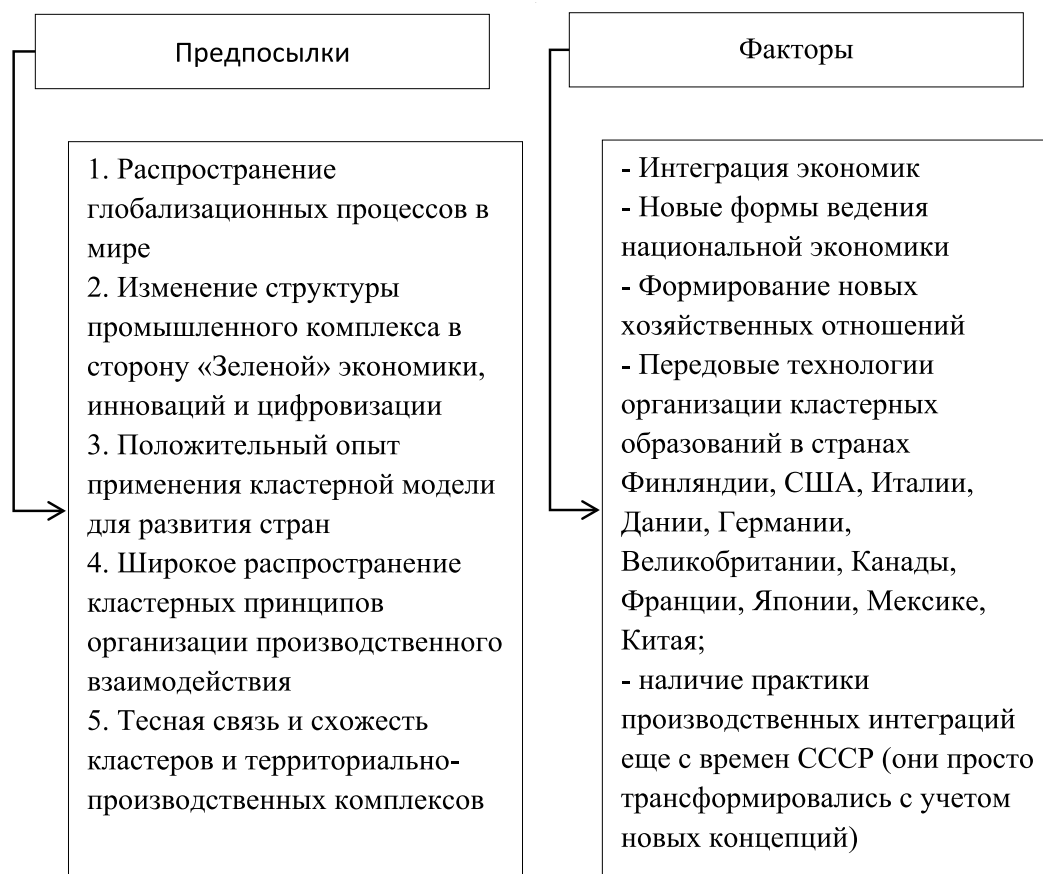 Предпосылки
1. Распространение
глобализационных процессов в
мире
2. Изменение структуры
промышленного комплекса в
сторону «Зеленой» экономики,
инноваций и цифровизации
3. Положительный опыт
применения кластерной модели
для развития стран
4. Широкое распространение
кластерных принципов
организации производственного
взаимодействия
5. Тесная связь и схожесть
кластеров и территориально-
производственных комплексов
Факторы
- Интеграция экономик
- Новые формы ведения
национальной экономики
- Формирование новых
хозяйственных отношений
- Передовые технологии
организации кластерных
образований в странах
Финляндии, США, Италии,
Дании, Германии,
Великобритании, Канады,
Франции, Японии, Мексике,
Китая;
- наличие практики
производственных интеграций
еще с времен СССР (они просто
трансформировались с учетом
новых концепций)